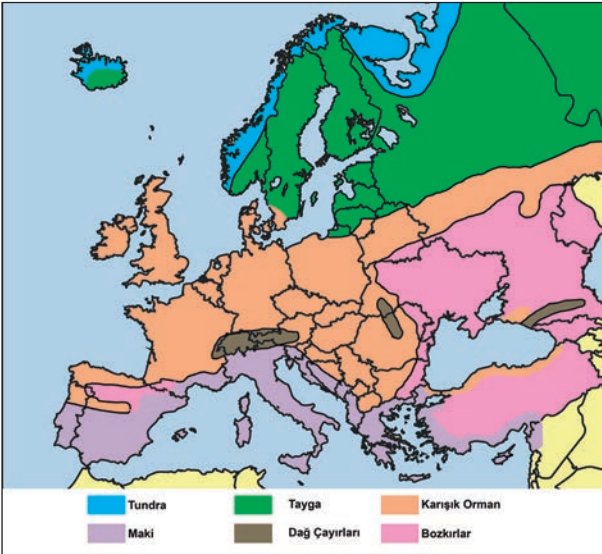 Tundra
Tayga
Karışık Orman
Maki
Dağ Çayırları
Bozkırlar